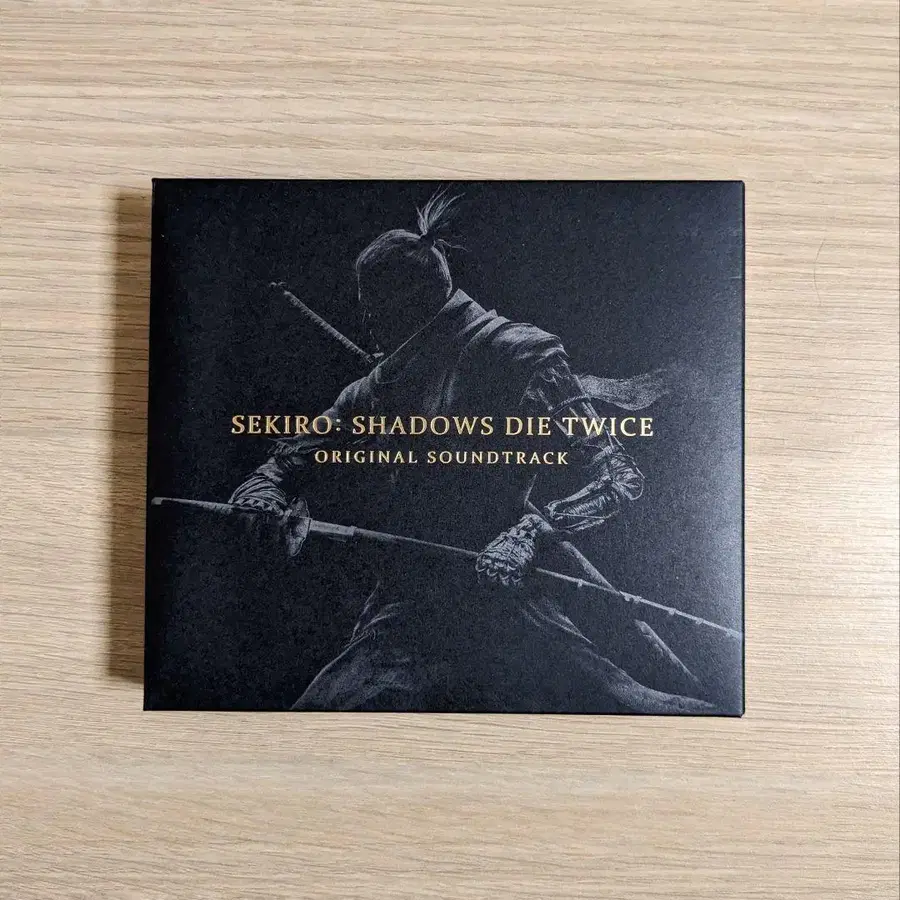 SEKIRO: SHADOWS DIE TWICE
ORIGINAL SOUNDTRACK